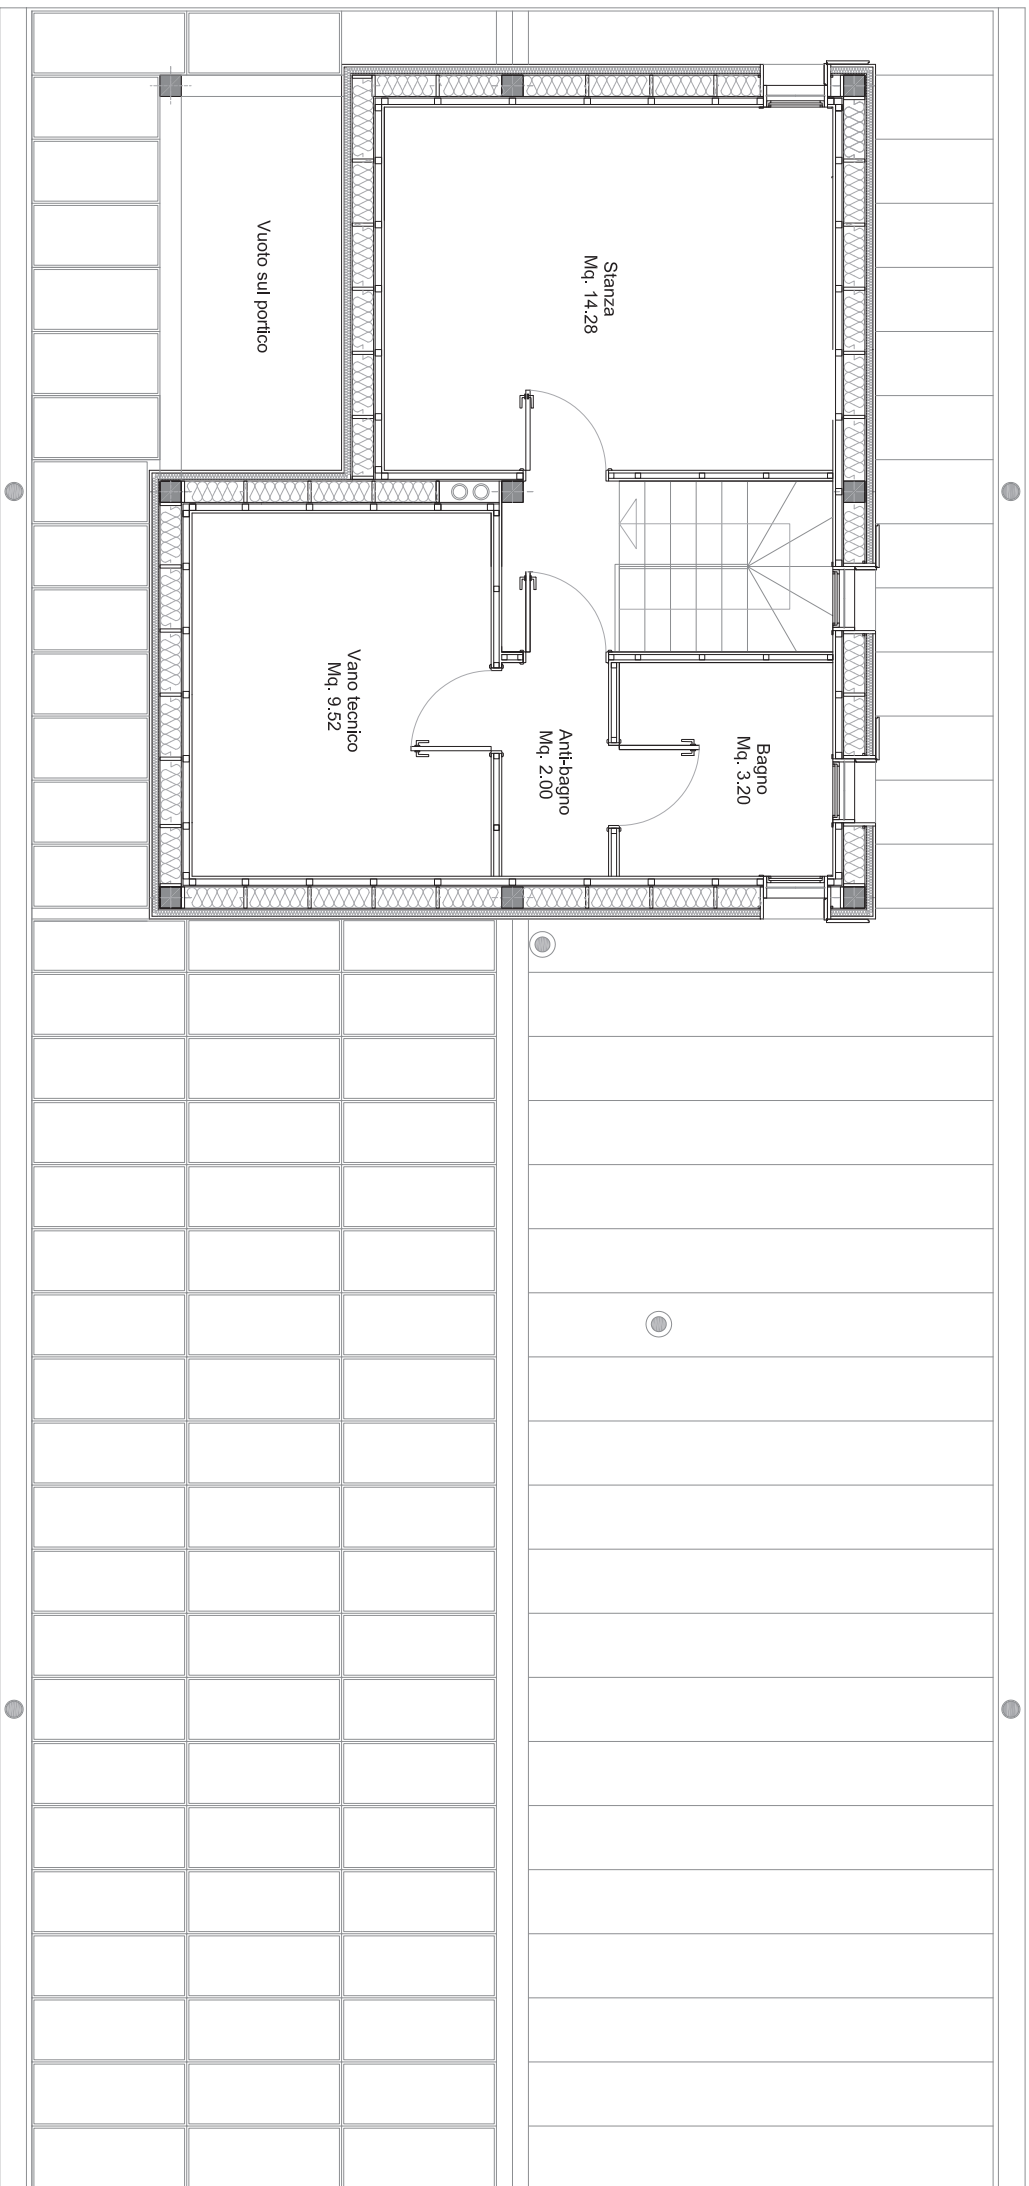 Stanza
Mq. 14.28
Vuoto sul portico
Bagno
Mq. 3.20
Anti-bagno
Mq. 2.00
Vano tecnico
Mq. 9.52